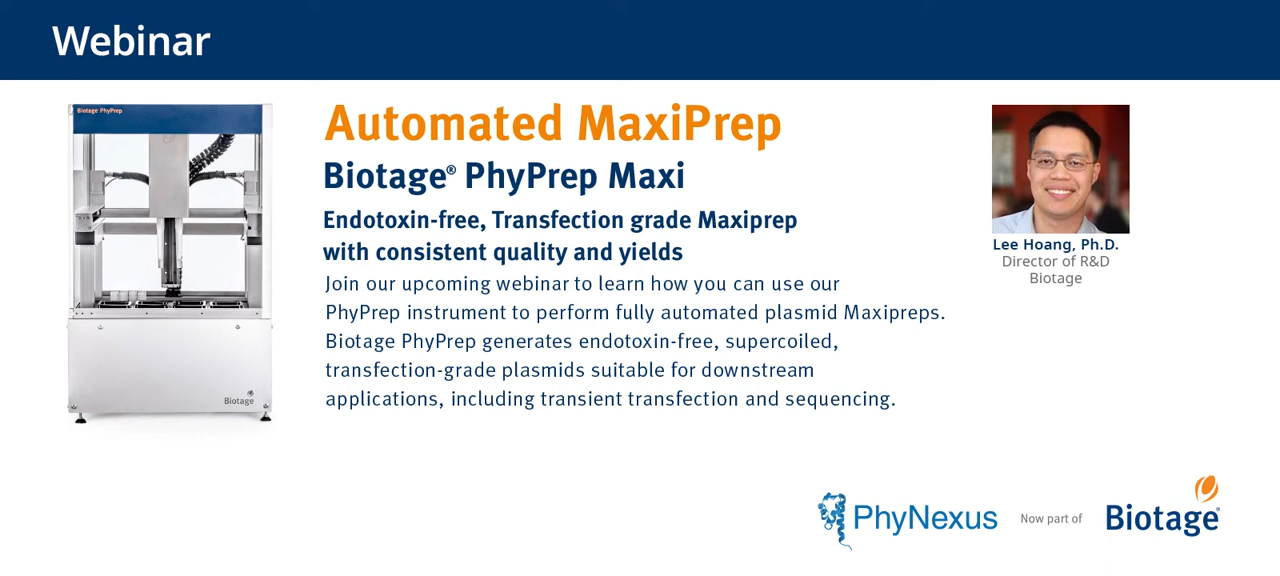 Webinar
Biotage® PhyPrep
Automated MaxiPrep
Biotage® PhyPrep Maxi
Endotoxin-free, Transfection grade Maxiprep
with consistent quality and yields
Join our upcoming webinar to learn how you can use our
PhyPrep instrument to perform fully automated plasmid Maxipreps.
Biotage PhyPrep generates endotoxin-free, supercoiled,
transfection-grade plasmids suitable for downstream
applications, including transient transfection and sequencing.
Biotage
Lee Hoang, Ph.D.
Director of R&D
Biotage
PhyNexus
Now part of
Biotage®